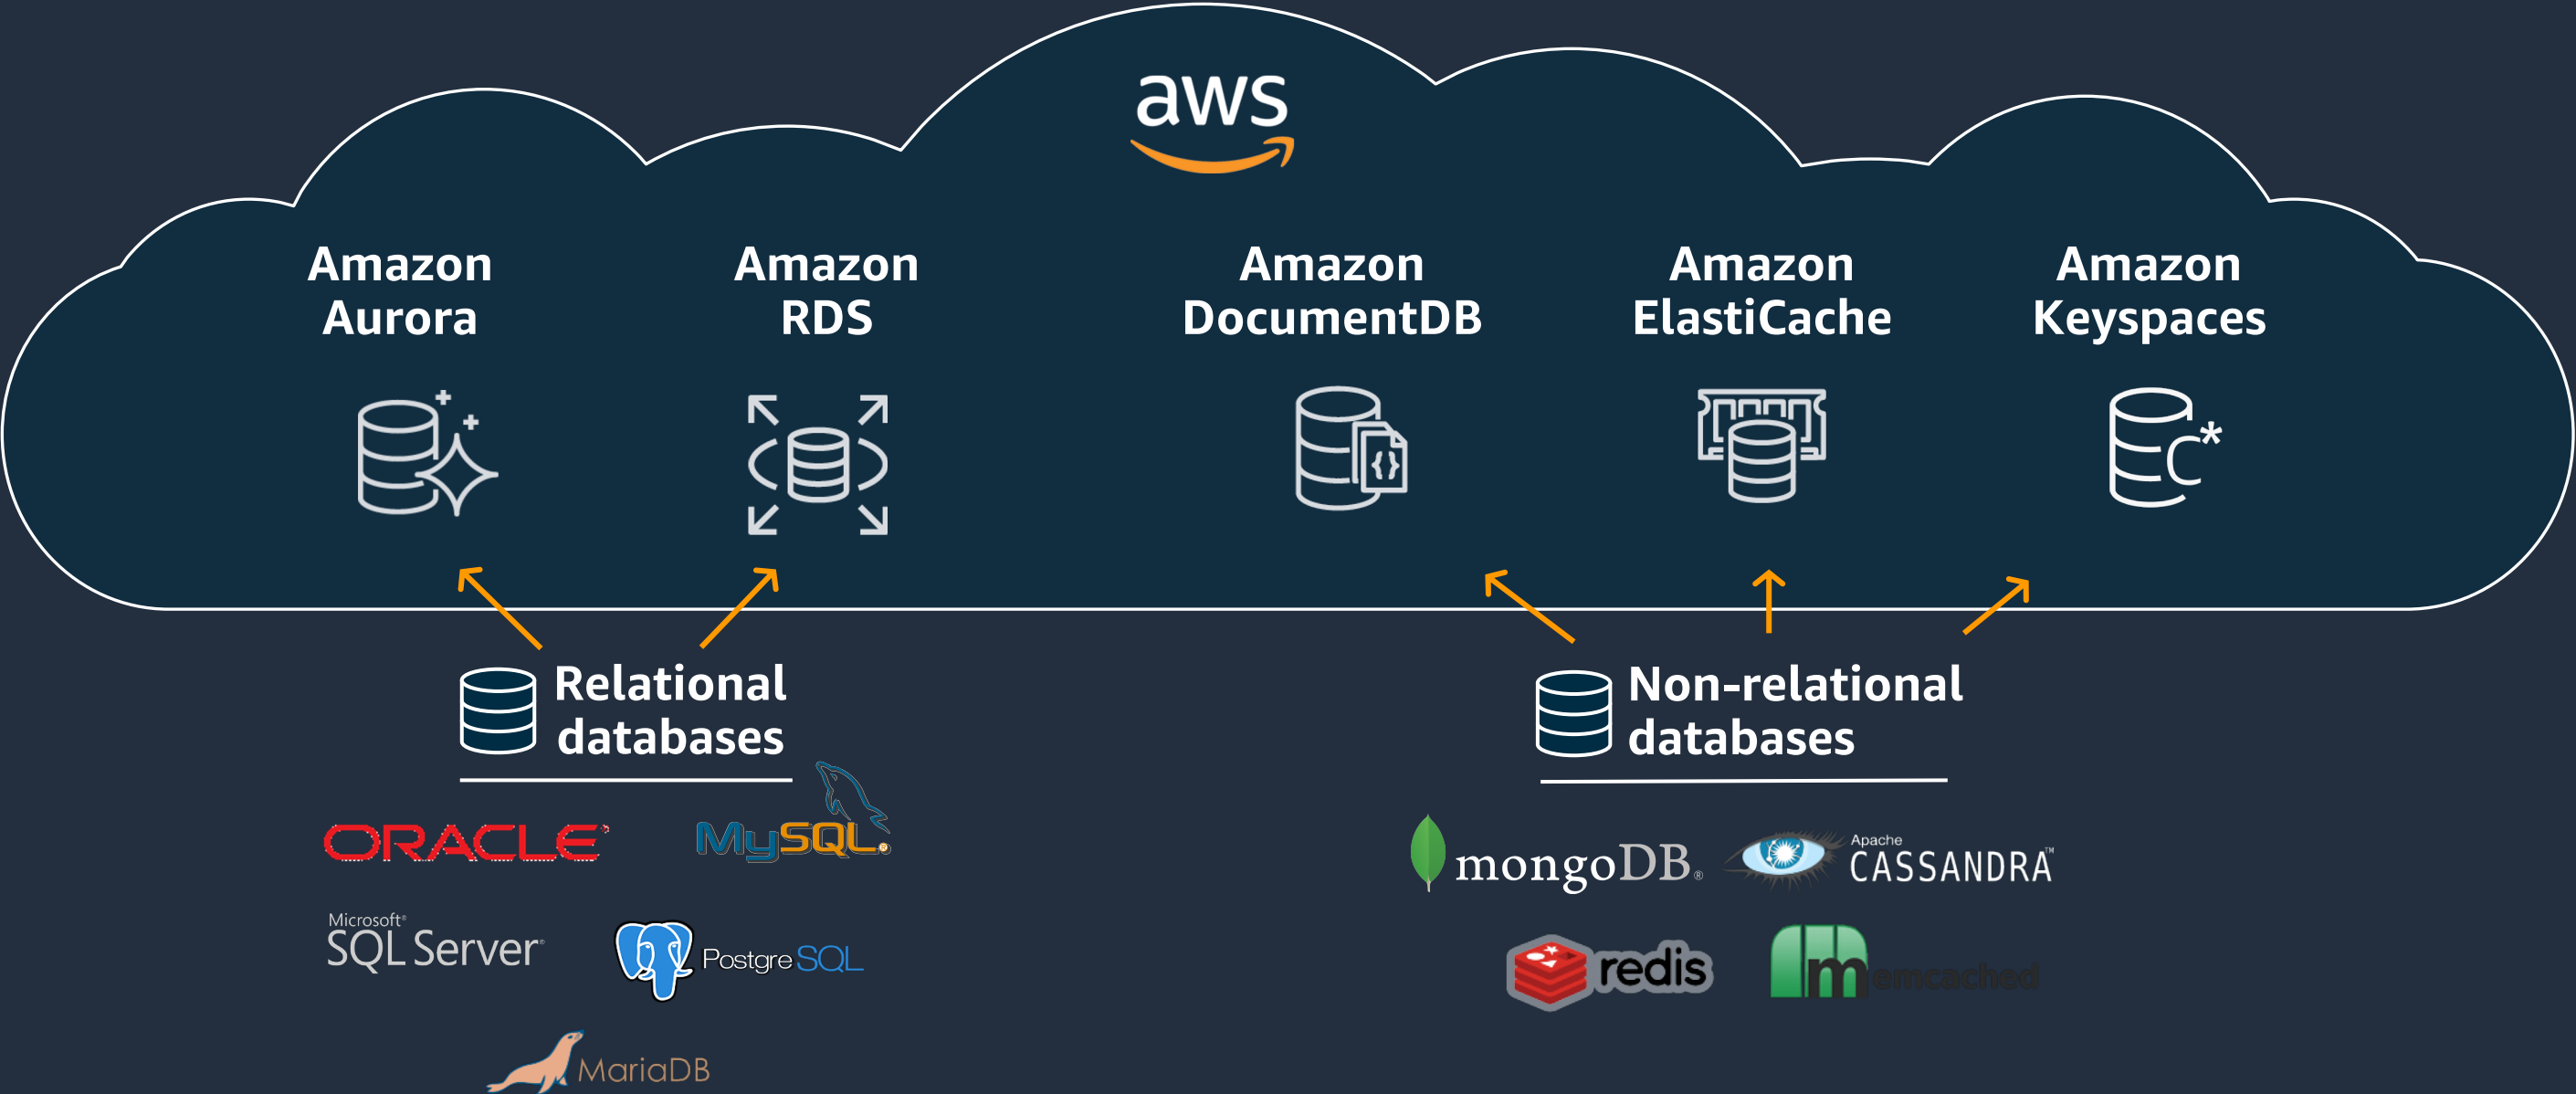 aws
Amazon
Aurora
Amazon
RDS
Amazon
DocumentDB
Amazon
ElastiCache
Amazon
Keyspaces
{}
C*
Relational
databases
Non-relational
databases
ORACLE®
MySQL®
Microsoft®
SQL Server®
PostgreSQL
MariaDB
mongoDB®
Apache
CASSANDRA™
redis
memcached